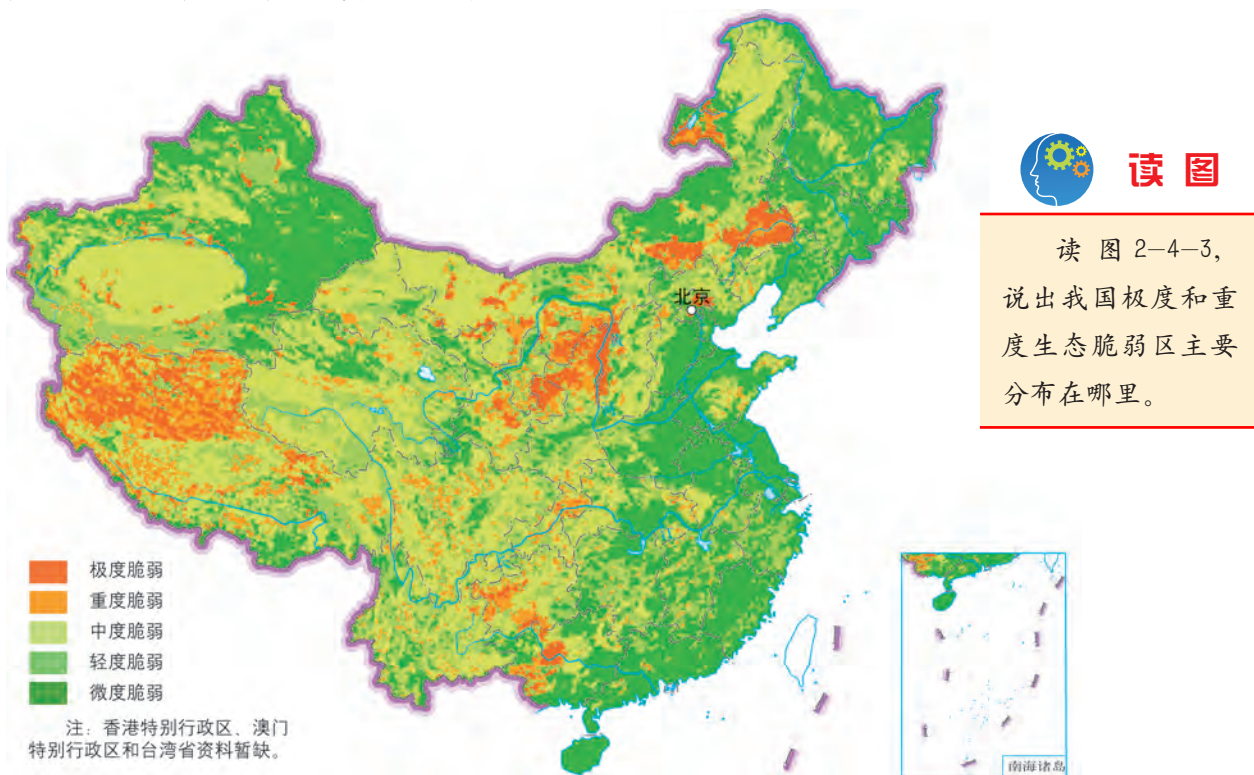 北京
极度脆弱
重度脆弱
中度脆弱
轻度脆弱
微度脆弱
注：香港特别行政区、澳门
特别行政区和台湾省资料暂缺。
南海诸岛
读 图
读 图 2-4-3，
说出我国极度和重
度生态脆弱区主要
分布在哪里。